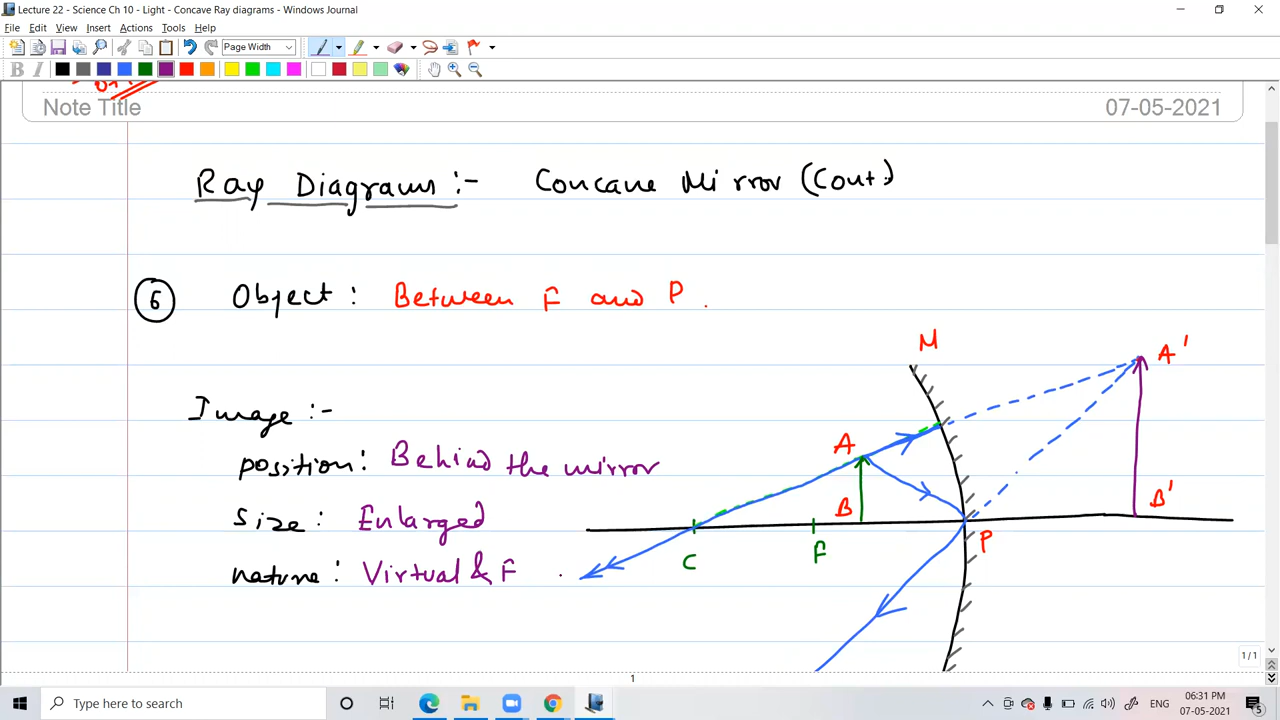 Lecture 22 - Science Ch 10 - Light - Concave Ray diagrams - Windows Journal
File Edit View Insert Actions Tools Help
Page Width
B I
Note Title 07-05-2021
Ray Diagrams :- Concave Mirror (Cont.)
6 Object : Between F and P .
M
A'
Image :-
A
position : Behind the mirror
B B'
size : Enlarged
P
C F
nature : Virtual & F
1/1
1
Type here to search
ENG
06:31 PM
07-05-2021
5